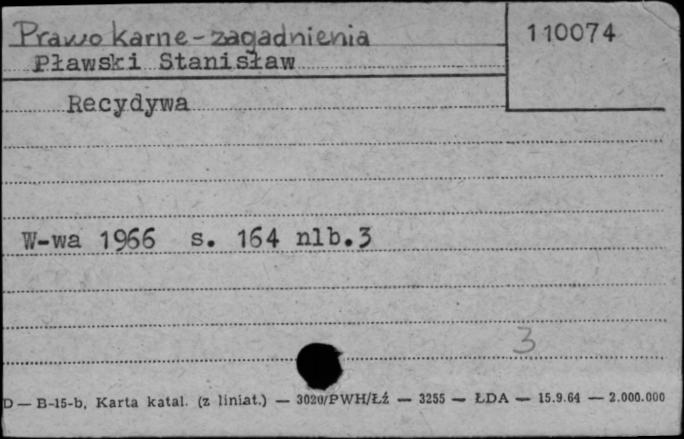 Prawo karne-zagadnienia
110074
Pławski Stanisław
Recydywa
W-wa 1966 s. 164 nlb.3
3
D — B-15-b, Karta katal. (z liniat.) — 3020/PWH/Łź — 3255 — ŁDA — 15.9.64 — 2.000.000